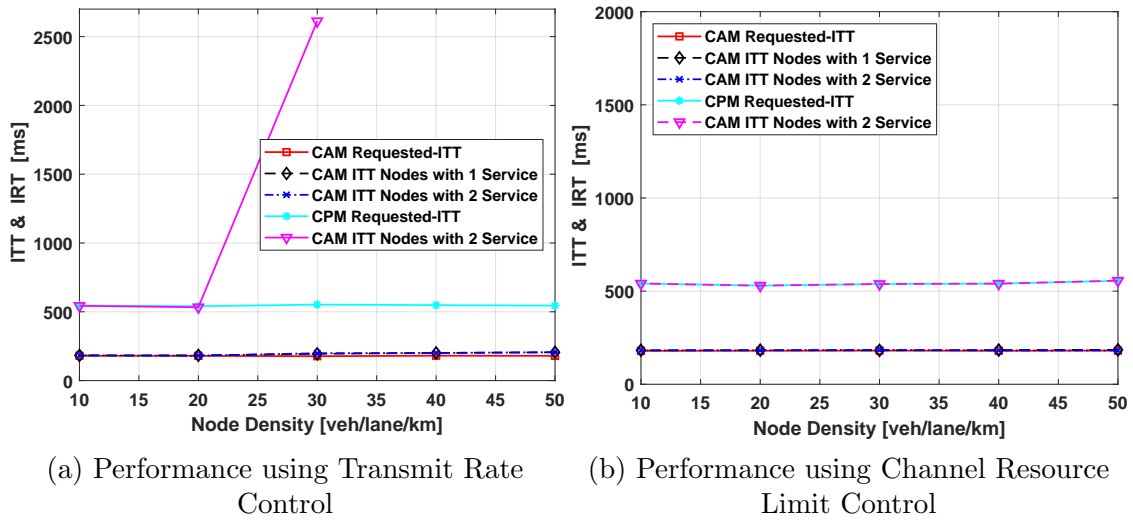 2500
2000
1500
1000
500
0
ITT & IRT [ms]
CAM Requested-ITT
CAM ITT Nodes with 1 Service
CAM ITT Nodes with 2 Service
CPM Requested-ITT
CAM ITT Nodes with 2 Service
10 15 20 25 30 35 40 45 50
Node Density [veh/lane/km]
(a) Performance using Transmit Rate
Control
2000
1500
1000
500
0
ITT & IRT [ms]
CAM Requested-ITT
CAM ITT Nodes with 1 Service
CAM ITT Nodes with 2 Service
CPM Requested-ITT
CAM ITT Nodes with 2 Service
10 15 20 25 30 35 40 45 50
Node Density [veh/lane/km]
(b) Performance using Channel Resource
Limit Control